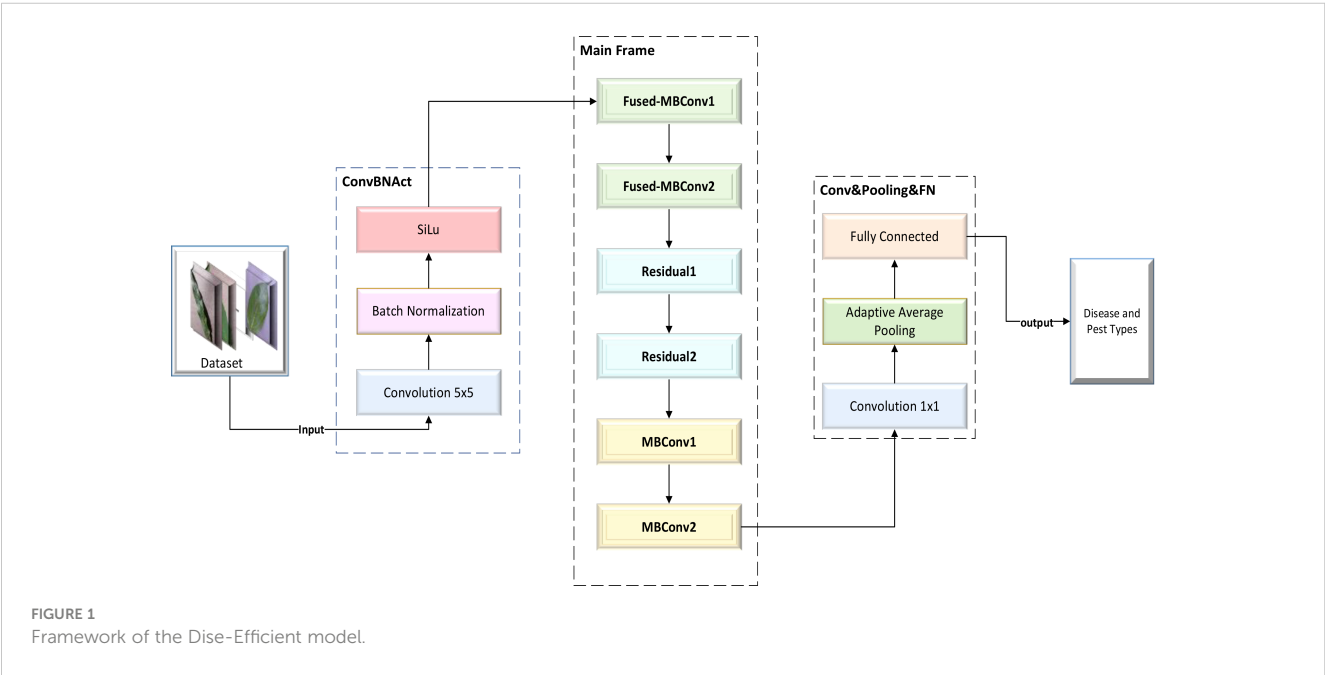 Dataset
Input
ConvBNAct
SiLu
Batch Normalization
Convolution 5x5
Main Frame
Fused-MBConv1
Fused-MBConv2
Residual1
Residual2
MBConv1
MBConv2
Conv&Pooling&FN
Fully Connected
Adaptive Average
Pooling
Convolution 1x1
output
Disease and
Pest Types
FIGURE 1
Framework of the Dise-Efficient model.